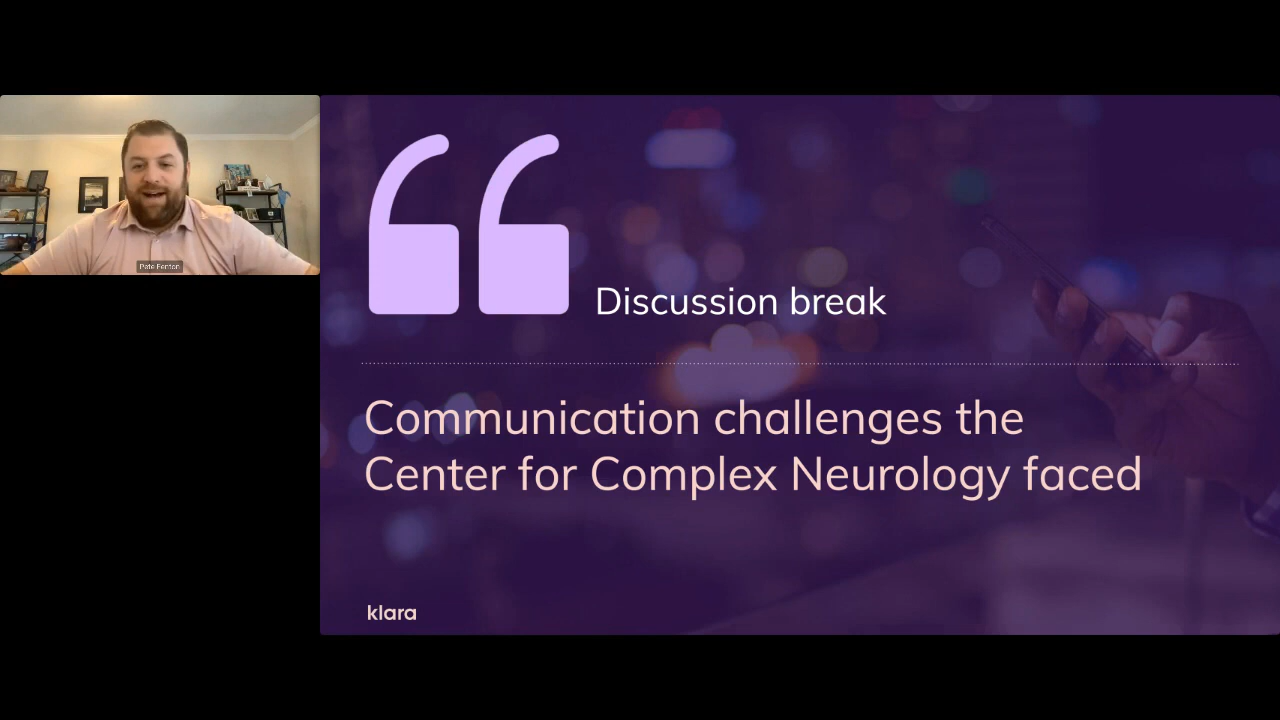 Pete Fenton
Discussion break
Communication challenges the
Center for Complex Neurology faced
klara